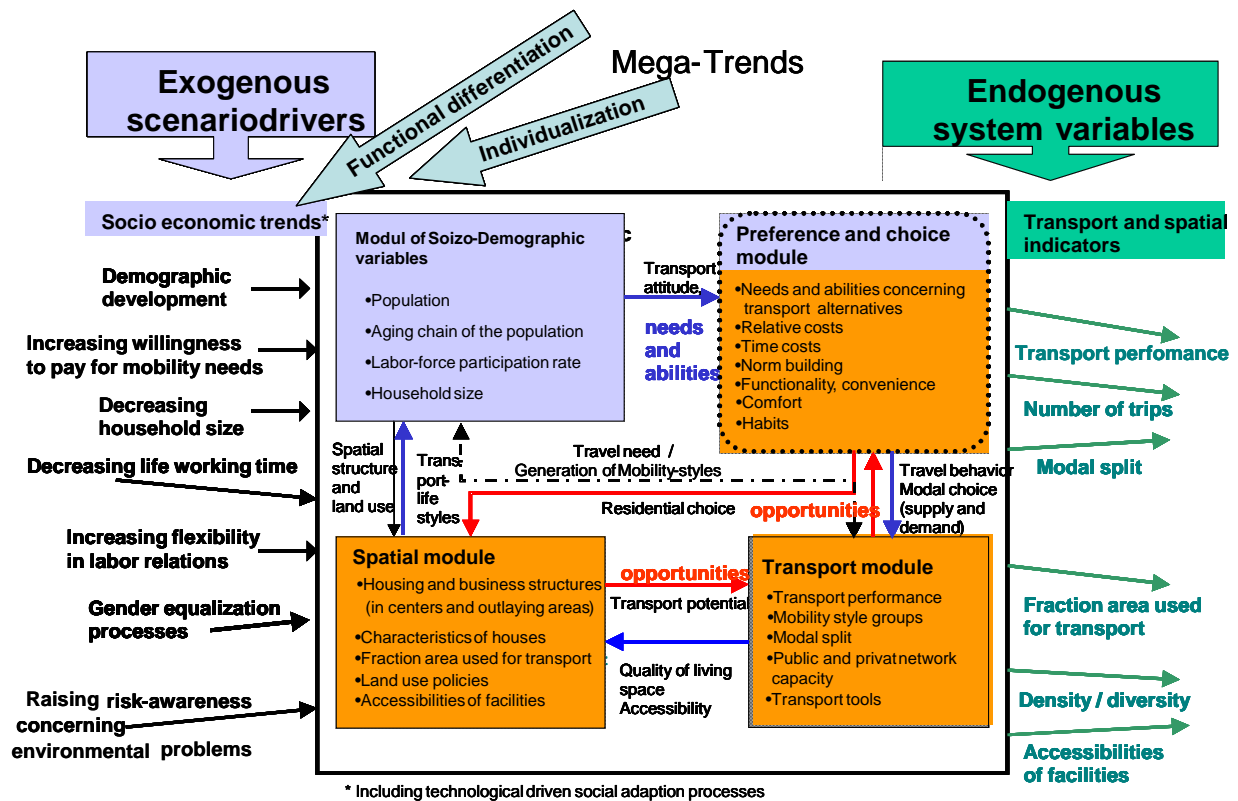 Mega-Trends
Exogenous
scenariodrivers
Functional differentiation
Individualization
Endogenous
system variables
Socio economic trends*
Demographic
development
Increasing willingness
to pay for mobility needs
Decreasing
household size
Decreasing life working time
Increasing flexibility
in labor relations
Gender equalization
processes
Raising risk-awareness
concerning
environmental problems
Modul of Soizo-Demographic
variables
•Population
•Aging chain of the population
•Labor-force participation rate
•Household size
Transport
attitude,
needs
and
abilities
Preference and choice
module
•Needs and abilities concerning
transport alternatives
•Relative costs
•Time costs
•Norm building
•Functionality, convenience
•Comfort
•Habits
Spatial
structure
and
land use
Trans-
port-
life
styles
Travel need /
Generation of Mobility-styles
Residential choice
opportunities
Travel behavior
Modal choice
(supply and
demand)
Spatial module
•Housing and business structures
(in centers and outlaying areas)
•Characteristics of houses
•Fraction area used for transport
•Land use policies
•Accessibilities of facilities
opportunities
Transport potential
Quality of living
space
Accessibility
Transport module
•Transport performance
•Mobility style groups
•Modal split
•Public and privat network
capacity
•Transport tools
Transport and spatial
indicators
Transport perfomance
Number of trips
Modal split
Fraction area used
for transport
Density / diversity
Accessibilities
of facilities
* Including technological driven social adaption processes